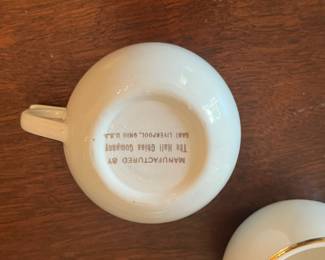 MANUFACTURED BY
The Hall China Company
EAST LIVERPOOL, OHIO U.S.A.